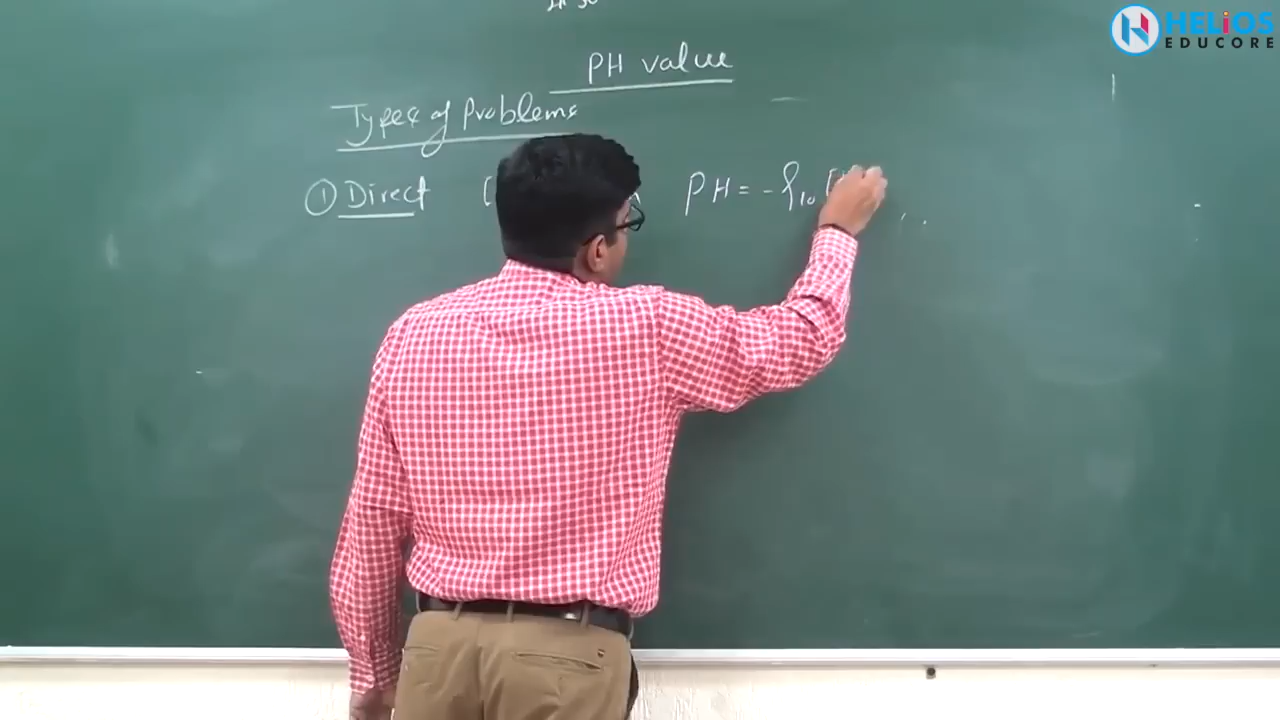 HELiOS
EDUCORE
PH value
Types of Problems
① Direct [ PH = -log₁₀ [H